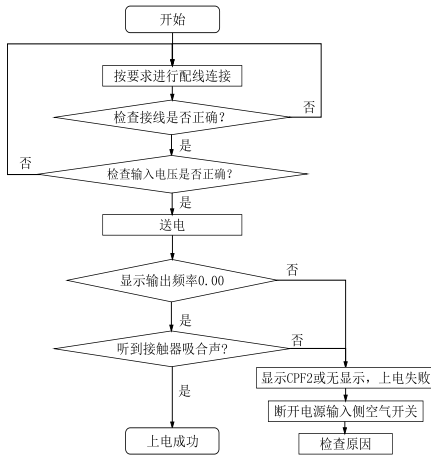 开始
按要求进行配线连接
检查接线是否正确?
否
是
否
检查输入电压是否正确?
是
送电
显示输出频率0.00
否
是
听到接触器吸合声?
否
是
显示CPF2或无显示，上电失败
断开电源输入侧空气开关
上电成功
检查原因